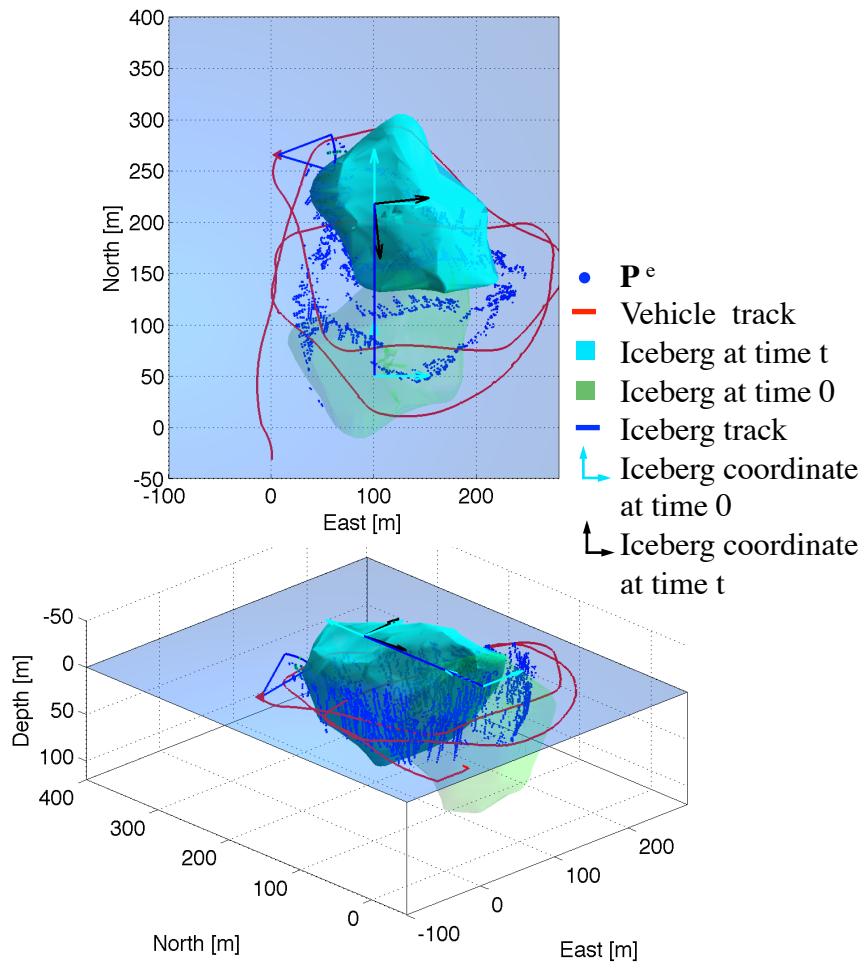 400
350
300
250
200
150
100
50
0
-50
-100
0
100
200
North [m]
East [m]
P e
Vehicle track
Iceberg at time t
Iceberg at time 0
Iceberg track
Iceberg coordinate
at time 0
Iceberg coordinate
at time t
-50
0
50
100
Depth [m]
400
300
200
100
0
North [m]
-100
0
100
200
East [m]